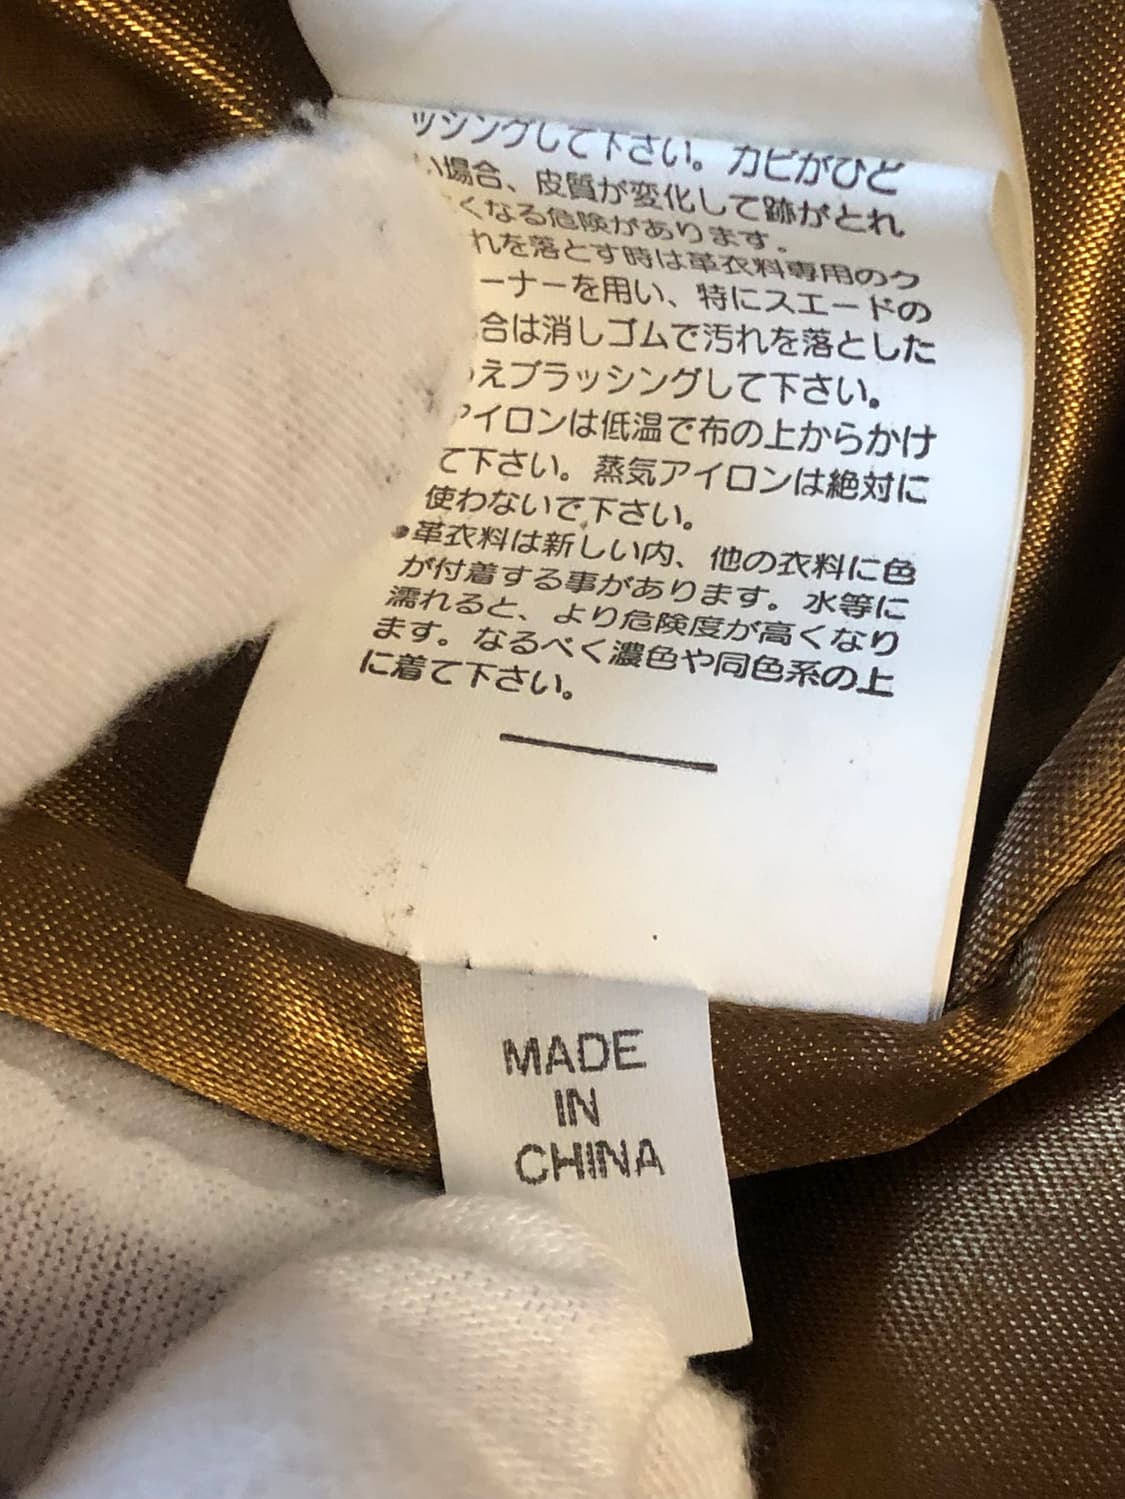 ッシングして下さい。カビがひど
い場合、皮質が変化して跡がとれ
くなる危険があります。
れを落とす時は革衣料専用のク
ーナーを用い、特にスエードの
合は消しゴムで汚れを落とした
うえブラッシングして下さい。
アイロンは低温で布の上からかけ
て下さい。蒸気アイロンは絶対に
使わないで下さい。
●革衣料は新しい内、他の衣料に色
が付着する事があります。水等に
濡れると、より危険度が高くなり
ます。なるべく濃色や同色系の上
に着て下さい。
MADE
IN
CHINA